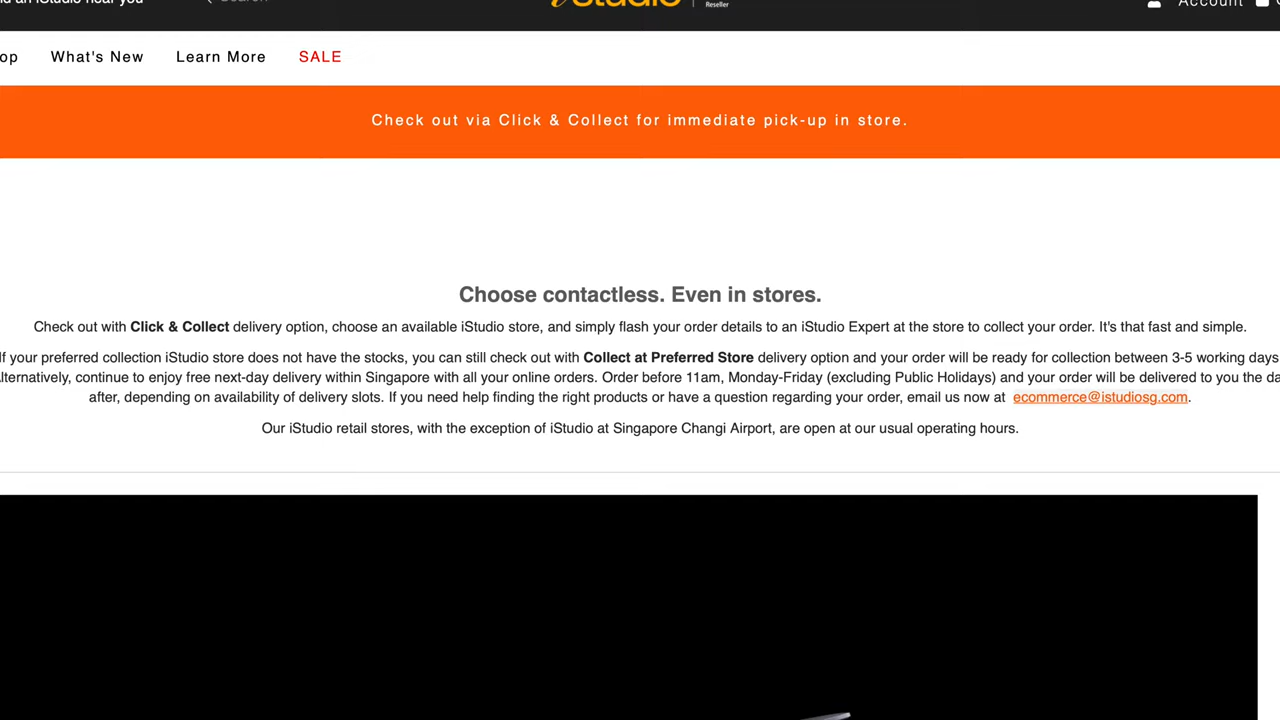 iStudio
Reseller
Account
op
What's New
Learn More
SALE
Check out via Click & Collect for immediate pick-up in store.
Choose contactless. Even in stores.
Check out with Click & Collect delivery option, choose an available iStudio store, and simply flash your order details to an iStudio Expert at the store to collect your order. It's that fast and simple.
If your preferred collection iStudio store does not have the stocks, you can still check out with Collect at Preferred Store delivery option and your order will be ready for collection between 3-5 working days
lternatively, continue to enjoy free next-day delivery within Singapore with all your online orders. Order before 11am, Monday-Friday (excluding Public Holidays) and your order will be delivered to you the da
after, depending on availability of delivery slots. If you need help finding the right products or have a question regarding your order, email us now at ecommerce@istudiosg.com.
Our iStudio retail stores, with the exception of iStudio at Singapore Changi Airport, are open at our usual operating hours.